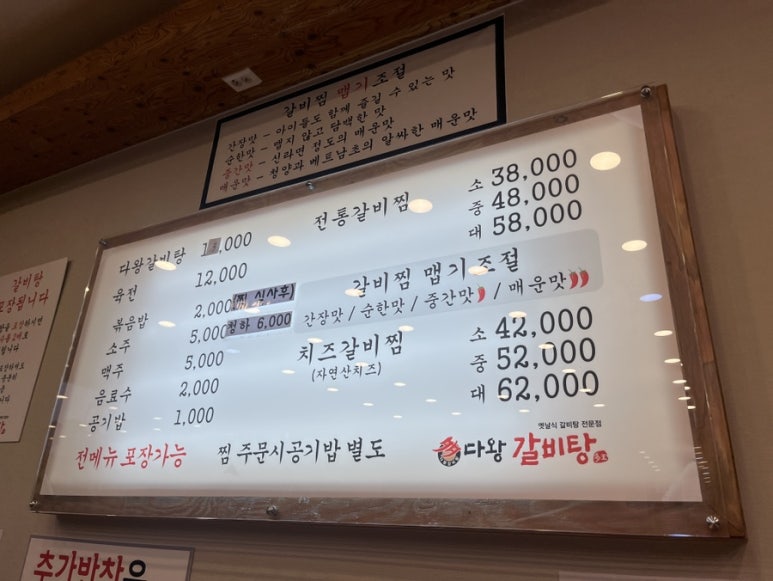 갈비찜 맵기조절
간장맛 - 아이들도 함께 즐길 수 있는 맛
순한맛 - 맵지 않고 담백한 맛
중간맛 - 신라면 정도의 매운맛
매운맛 - 청양과 베트남초의 알싸한 매운맛
다왕갈비탕 ,000
육전 12,000
볶음밥 2,000 (찜 식사후)
소주 5,000 청하 6,000
맥주 5,000
음료수 2,000
공기밥 1,000
전메뉴 포장가능
찜 주문시공기밥 별도
전통갈비찜
소 38,000
중 48,000
대 58,000
갈비찜 맵기조절
간장맛 / 순한맛 / 중간맛 / 매운맛
치즈갈비찜
(자연산치즈)
소 42,000
중 52,000
대 62,000
옛날식 갈비탕 전문점
다왕 갈비탕
갈비탕
추가반찬은